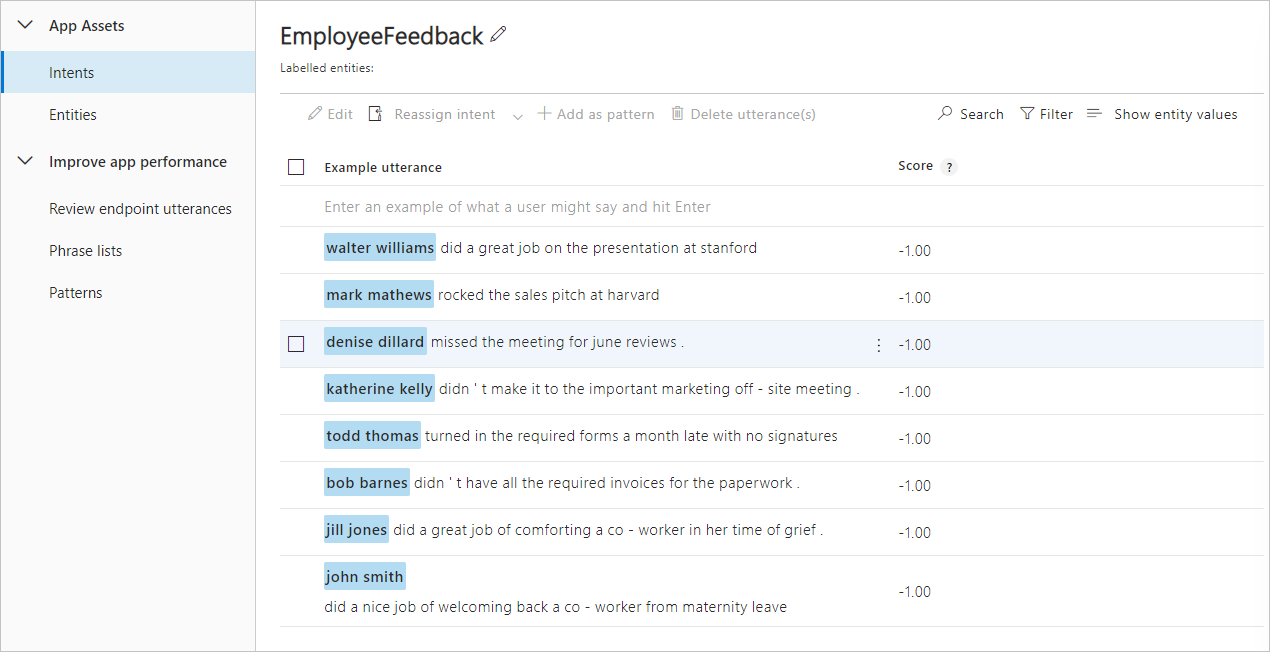 App Assets
Intents
Entities
Improve app performance
Review endpoint utterances
Phrase lists
Patterns
EmployeeFeedback
Labelled entities:
Edit Reassign intent Add as pattern Delete utterance(s) Search Filter Show entity values
Example utterance Score ?
Enter an example of what a user might say and hit Enter
walter williams did a great job on the presentation at stanford -1.00
mark mathews rocked the sales pitch at harvard -1.00
denise dillard missed the meeting for june reviews . -1.00
katherine kelly didn ' t make it to the important marketing off - site meeting . -1.00
todd thomas turned in the required forms a month late with no signatures -1.00
bob barnes didn ' t have all the required invoices for the paperwork . -1.00
jill jones did a great job of comforting a co - worker in her time of grief . -1.00
john smith
did a nice job of welcoming back a co - worker from maternity leave -1.00